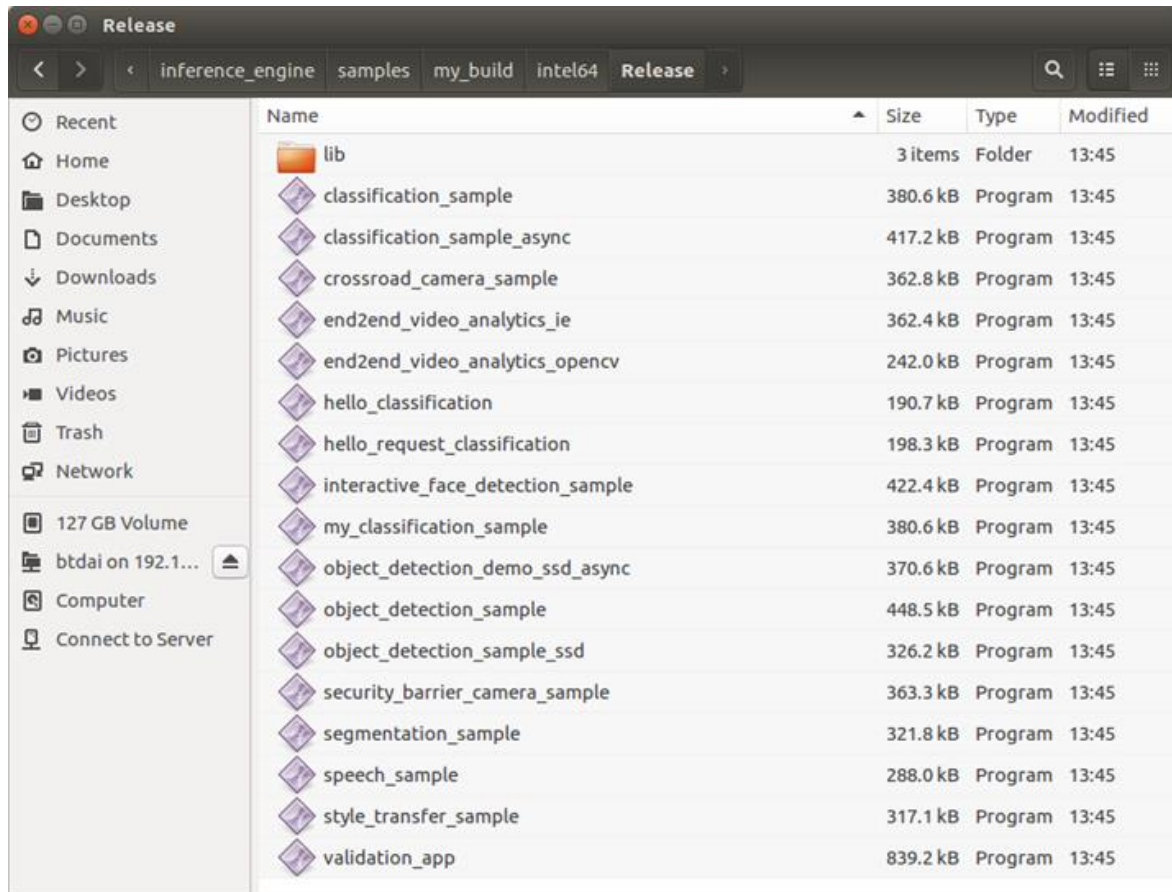 Release
inference_engine samples my_build intel64 Release
Recent
Home
Desktop
Documents
Downloads
Music
Pictures
Videos
Trash
Network
127 GB Volume
btdai on 192.1...
Computer
Connect to Server
Name Size Type Modified
lib 3 items Folder 13:45
classification_sample 380.6 kB Program 13:45
classification_sample_async 417.2 kB Program 13:45
crossroad_camera_sample 362.8 kB Program 13:45
end2end_video_analytics_ie 362.4 kB Program 13:45
end2end_video_analytics_opencv 242.0 kB Program 13:45
hello_classification 190.7 kB Program 13:45
hello_request_classification 198.3 kB Program 13:45
interactive_face_detection_sample 422.4 kB Program 13:45
my_classification_sample 380.6 kB Program 13:45
object_detection_demo_ssd_async 370.6 kB Program 13:45
object_detection_sample 448.5 kB Program 13:45
object_detection_sample_ssd 326.2 kB Program 13:45
security_barrier_camera_sample 363.3 kB Program 13:45
segmentation_sample 321.8 kB Program 13:45
speech_sample 288.0 kB Program 13:45
style_transfer_sample 317.1 kB Program 13:45
validation_app 839.2 kB Program 13:45